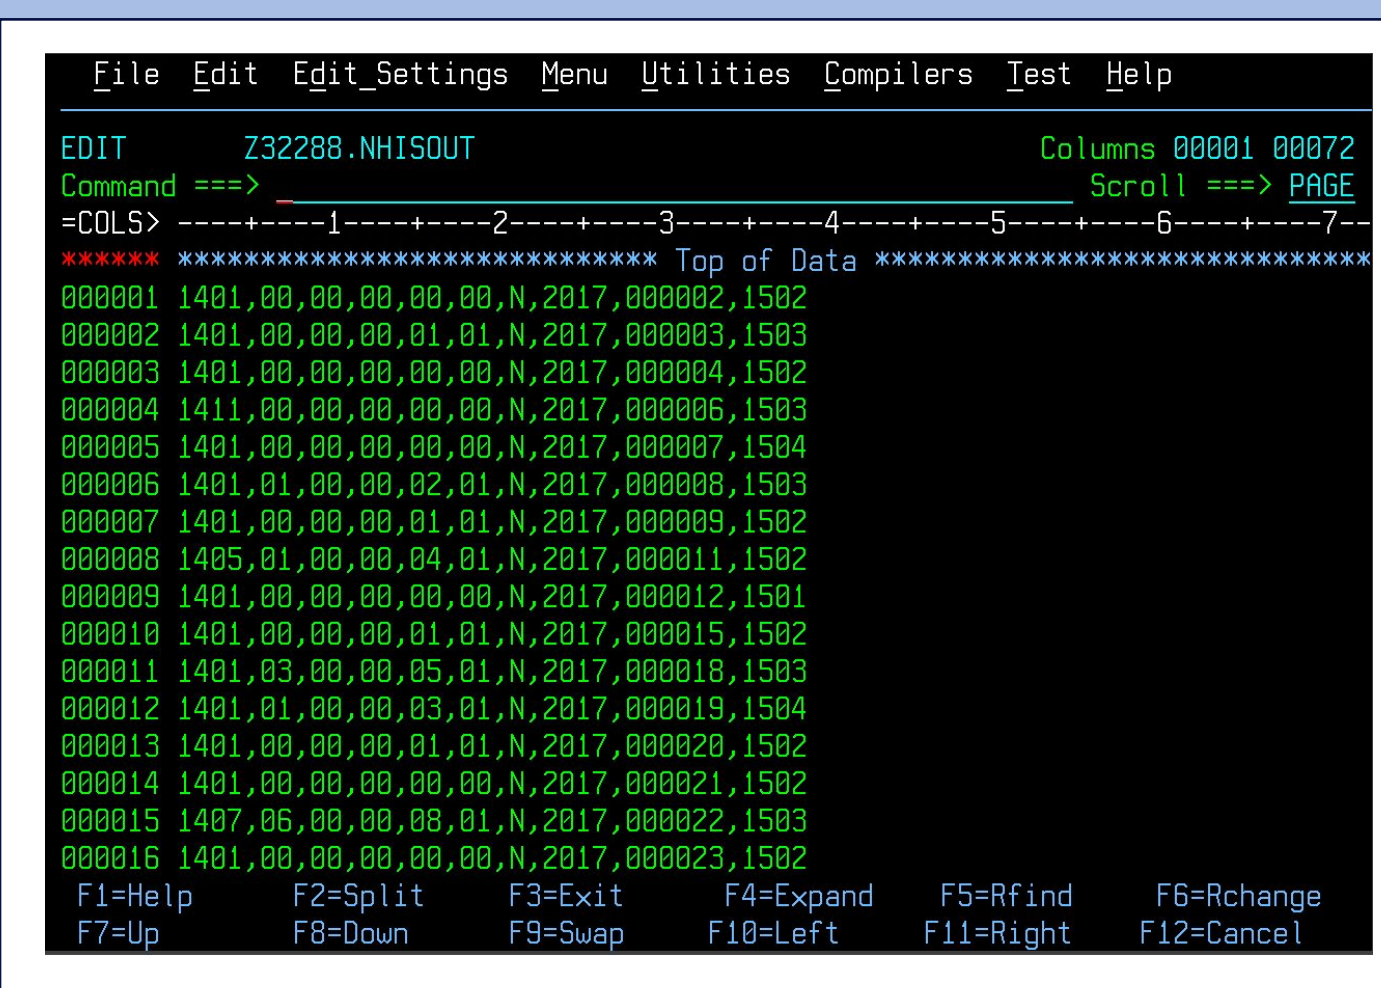 File Edit Edit_Settings Menu Utilities Compilers Test Help
EDIT Z32288.NHISOUT Columns 00001 00072
Command ===> _ Scroll ===> PAGE
=COLS> ----+----1----+----2----+----3----+----4----+----5----+----6----+----7--
****** ***************************** Top of Data ******************************
000001 1401,00,00,00,00,00,N,2017,000002,1502
000002 1401,00,00,00,01,01,N,2017,000003,1503
000003 1401,00,00,00,00,00,N,2017,000004,1502
000004 1411,00,00,00,00,00,N,2017,000006,1503
000005 1401,00,00,00,00,00,N,2017,000007,1504
000006 1401,01,00,00,02,01,N,2017,000008,1503
000007 1401,00,00,00,01,01,N,2017,000009,1502
000008 1405,01,00,00,04,01,N,2017,000011,1502
000009 1401,00,00,00,00,00,N,2017,000012,1501
000010 1401,00,00,00,01,01,N,2017,000015,1502
000011 1401,03,00,00,05,01,N,2017,000018,1503
000012 1401,01,00,00,03,01,N,2017,000019,1504
000013 1401,00,00,00,01,01,N,2017,000020,1502
000014 1401,00,00,00,00,00,N,2017,000021,1502
000015 1407,06,00,00,08,01,N,2017,000022,1503
000016 1401,00,00,00,00,00,N,2017,000023,1502
F1=Help F2=Split F3=Exit F4=Expand F5=Rfind F6=Rchange
F7=Up F8=Down F9=Swap F10=Left F11=Right F12=Cancel